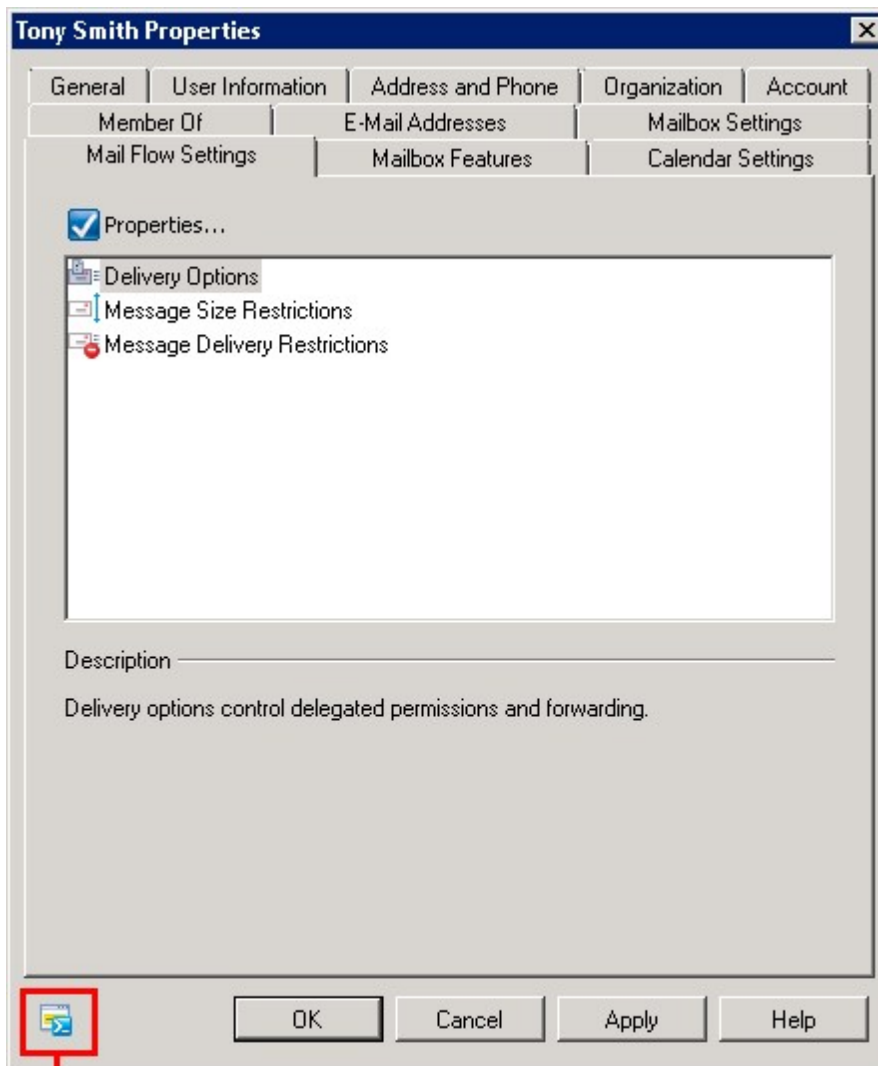 Tony Smith Properties
General User Information Address and Phone Organization Account
Member Of E-Mail Addresses Mailbox Settings
Mail Flow Settings Mailbox Features Calendar Settings
Properties...
Delivery Options
Message Size Restrictions
Message Delivery Restrictions
Description
Delivery options control delegated permissions and forwarding.
OK Cancel Apply Help